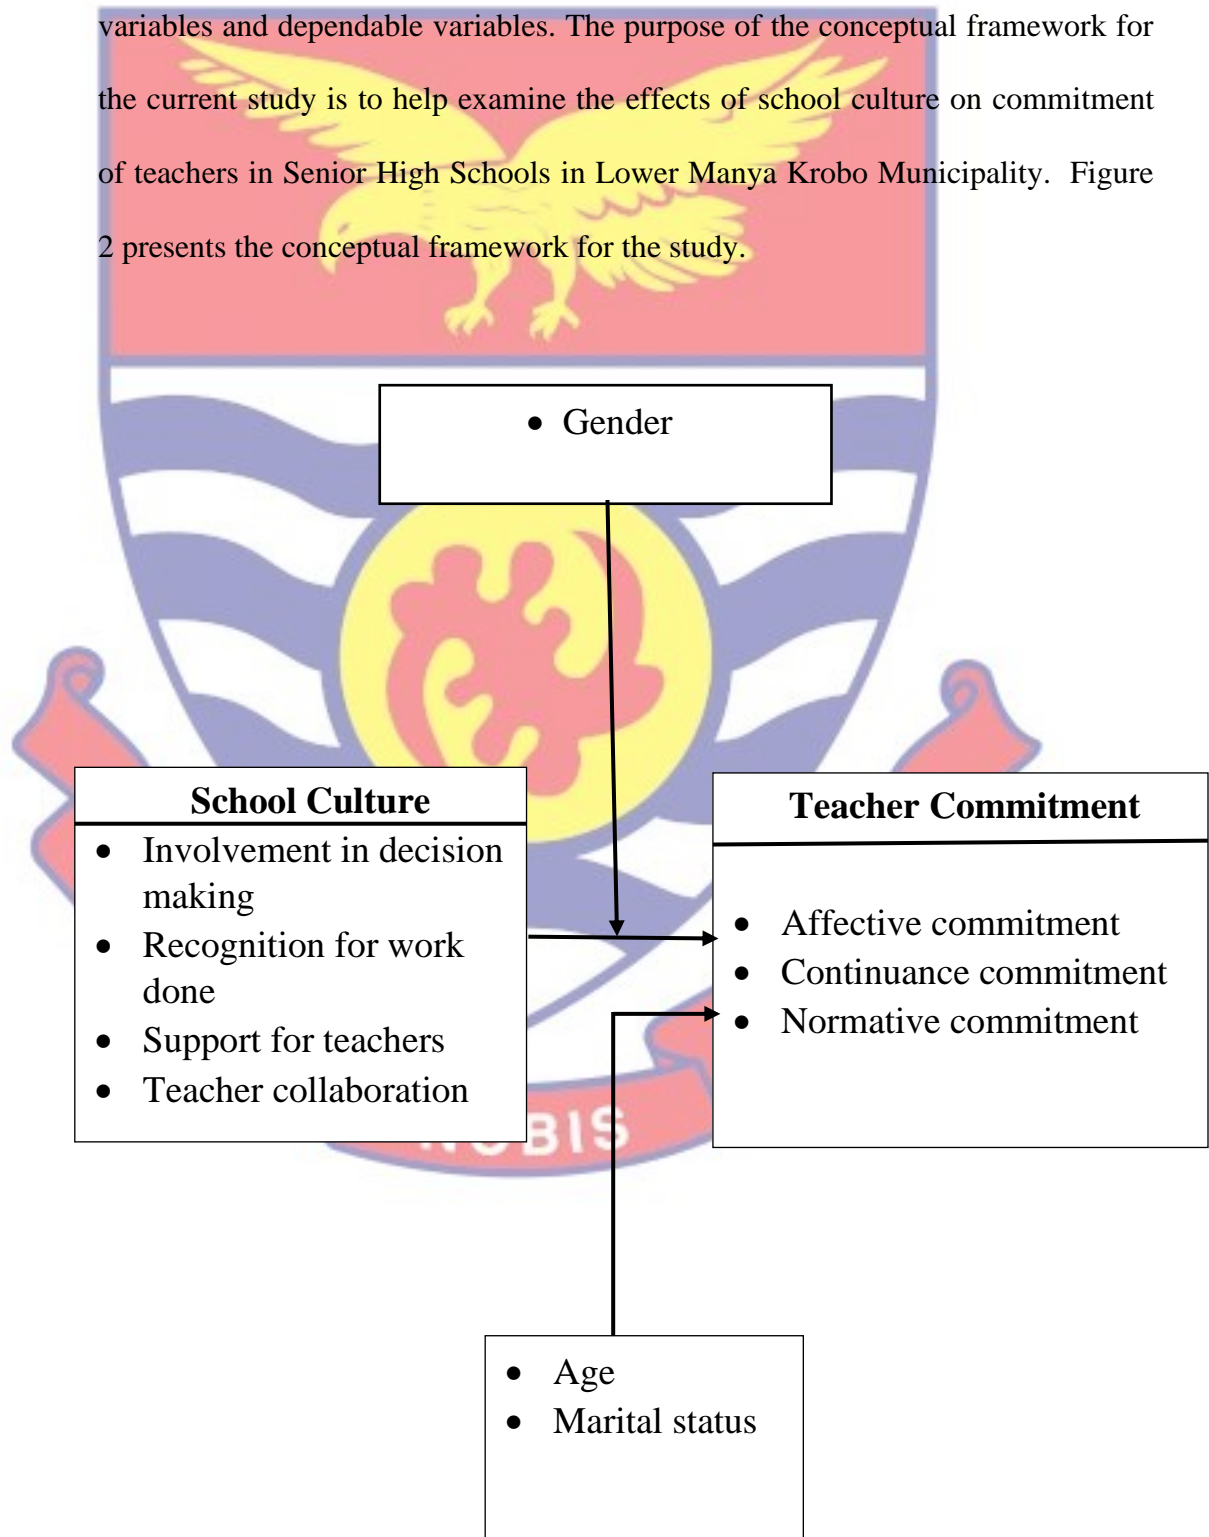 variables and dependable variables. The purpose of the conceptual framework for
the current study is to help examine the effects of school culture on commitment
of teachers in Senior High Schools in Lower Manya Krobo Municipality. Figure
2 presents the conceptual framework for the study.
• Gender
School Culture
• Involvement in decision
making
• Recognition for work
done
• Support for teachers
• Teacher collaboration
Teacher Commitment
• Affective commitment
• Continuance commitment
• Normative commitment
NOBIS
• Age
• Marital status